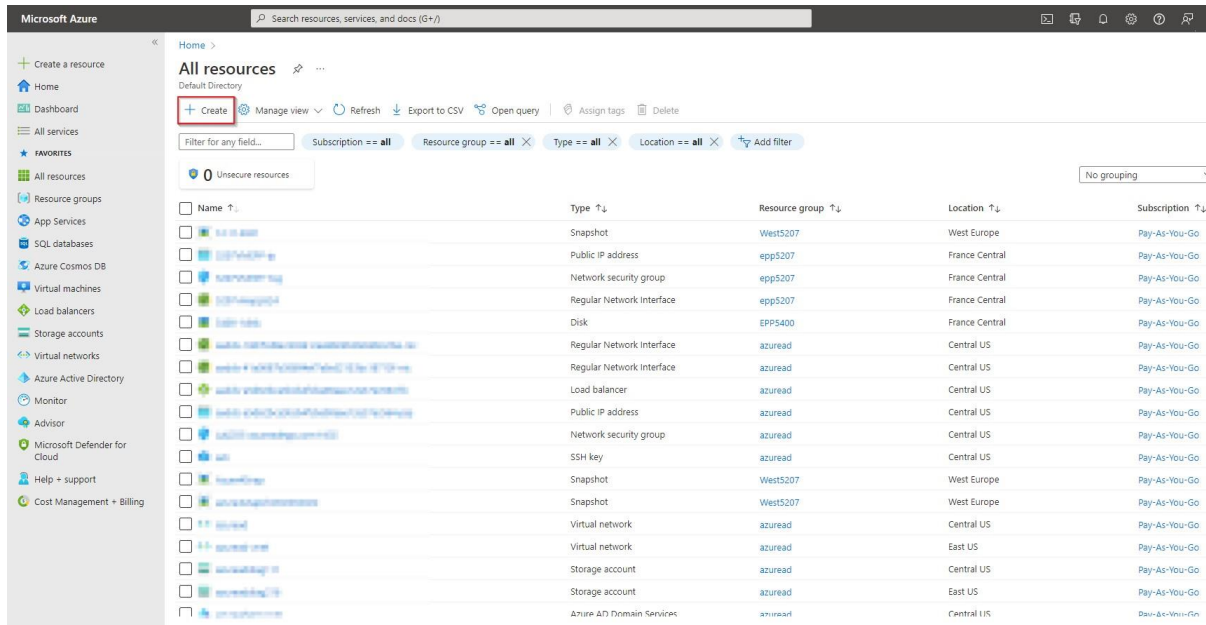 Microsoft Azure
Search resources, services, and docs (G+/)
Create a resource
Home
Dashboard
All services
FAVORITES
All resources
Resource groups
App Services
SQL databases
Azure Cosmos DB
Virtual machines
Load balancers
Storage accounts
Virtual networks
Azure Active Directory
Monitor
Advisor
Microsoft Defender for
Cloud
Help + support
Cost Management + Billing
Home >
All resources ...
Default Directory
Create Manage view Refresh Export to CSV Open query Assign tags Delete
Filter for any field... Subscription == all Resource group == all Type == all Location == all Add filter
0 Unsecure resources No grouping
Name Type Resource group Location Subscription
Snapshot West5207 West Europe Pay-As-You-Go
Public IP address epp5207 France Central Pay-As-You-Go
Network security group epp5207 France Central Pay-As-You-Go
Regular Network Interface epp5207 France Central Pay-As-You-Go
Disk EPP5400 France Central Pay-As-You-Go
Regular Network Interface azuread Central US Pay-As-You-Go
Regular Network Interface azuread Central US Pay-As-You-Go
Load balancer azuread Central US Pay-As-You-Go
Public IP address azuread Central US Pay-As-You-Go
Network security group azuread Central US Pay-As-You-Go
SSH key azuread Central US Pay-As-You-Go
Snapshot West5207 West Europe Pay-As-You-Go
Snapshot West5207 West Europe Pay-As-You-Go
Virtual network azuread Central US Pay-As-You-Go
Virtual network azuread East US Pay-As-You-Go
Storage account azuread Central US Pay-As-You-Go
Storage account azuread East US Pay-As-You-Go
Azure AD Domain Services azuread Central US Pay-As-You-Go